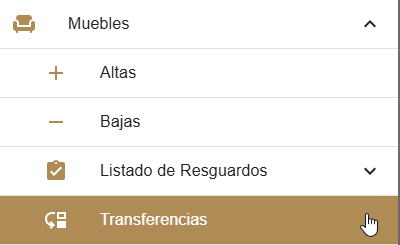 Muebles
Altas
Bajas
Listado de Resguardos
Transferencias